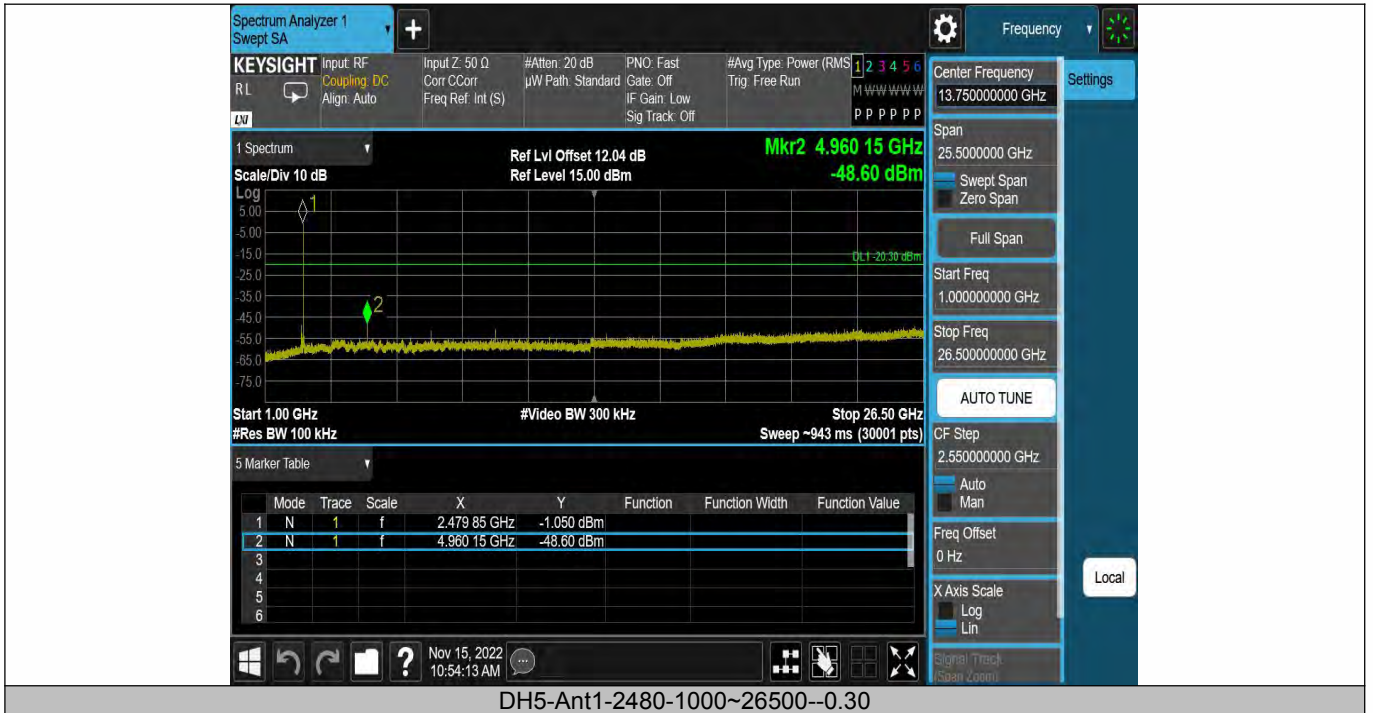 Spectrum Analyzer 1
Swept SA
+
Frequency
KEYSIGHT
Input: RF
Input Z: 50 Ω
#Atten: 20 dB
PNO: Fast
#Avg Type: Power (RMS
1 2 3 4 5 6
RL
Coupling: DC
Corr CCorr
µW Path: Standard
Gate: Off
Trig: Free Run
M W W W W W
Align: Auto
Freq Ref: Int (S)
IF Gain: Low
LXI
Sig Track: Off
P P P P P P
Center Frequency
13.750000000 GHz
Settings
1 Spectrum
Ref Lvl Offset 12.04 dB
Mkr2 4.960 15 GHz
Scale/Div 10 dB
Ref Level 15.00 dBm
-48.60 dBm
Log
5.00
-5.00
-15.0
-25.0
-35.0
-45.0
-55.0
-65.0
-75.0
1
2
DL1 -20.30 dBm
Start 1.00 GHz
#Video BW 300 kHz
Stop 26.50 GHz
#Res BW 100 kHz
Sweep ~943 ms (30001 pts)
Span
25.5000000 GHz
Swept Span
Zero Span
Full Span
Start Freq
1.000000000 GHz
Stop Freq
26.500000000 GHz
AUTO TUNE
CF Step
2.550000000 GHz
Auto
Man
Freq Offset
0 Hz
X Axis Scale
Log
Lin
Signal Track
(Span Zoom)
Local
5 Marker Table
Mode Trace Scale X Y Function Function Width Function Value
1 N 1 f 2.479 85 GHz -1.050 dBm
2 N 1 f 4.960 15 GHz -48.60 dBm
3
4
5
6
?
Nov 15, 2022
10:54:13 AM
DH5-Ant1-2480-1000~26500--0.30